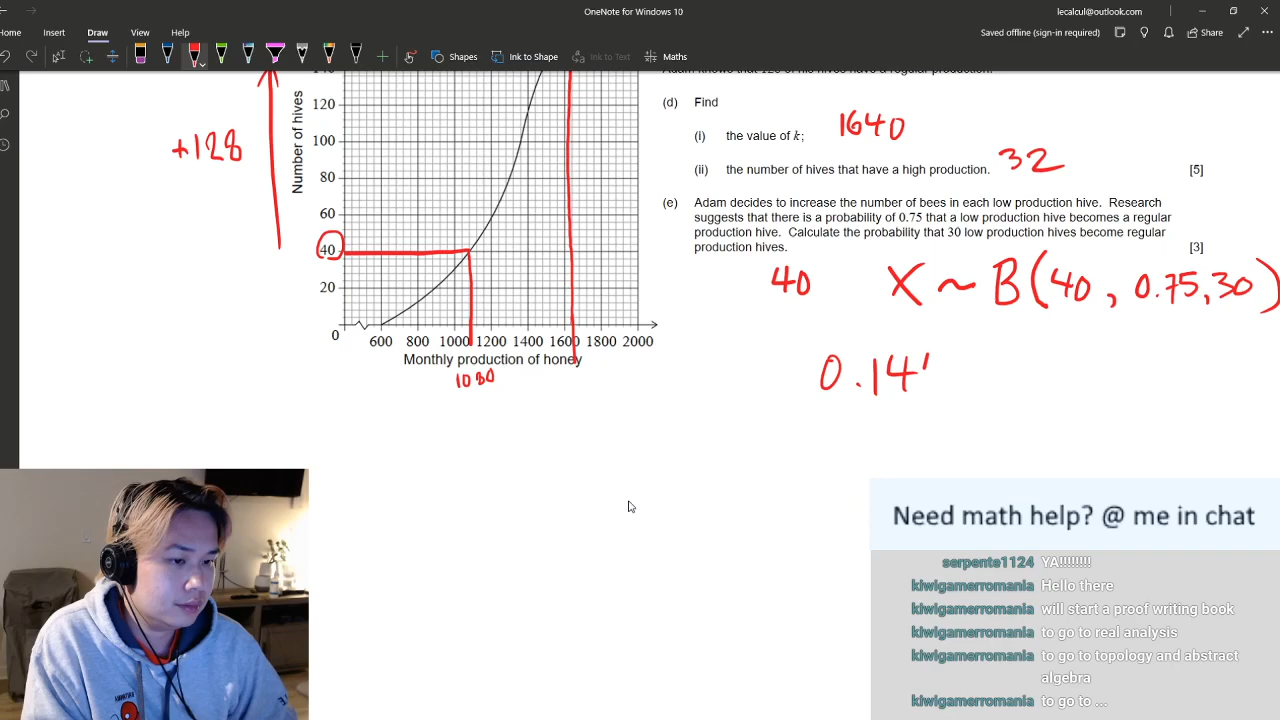 OneNote for Windows 10
lecalcul@outlook.com
Home Insert Draw View Help
Saved offline (sign-in required) Share
Shapes Ink to Shape Ink to Text Maths
(d) Find
(i) the value of k; 1640
(ii) the number of hives that have a high production. 32 [5]
(e) Adam decides to increase the number of bees in each low production hive. Research
suggests that there is a probability of 0.75 that a low production hive becomes a regular
production hive. Calculate the probability that 30 low production hives become regular
production hives. [3]
40 X ~ B(40, 0.75, 30)
0.14
+128
Number of hives
140
120
100
80
60
40
20
0
600 800 1000 1200 1400 1600 1800 2000
Monthly production of honey
1080
Need math help? @ me in chat
serpente1124 YA!!!!!!!!
kiwigamerromania Hello there
kiwigamerromania will start a proof writing book
kiwigamerromania to go to real analysis
kiwigamerromania to go to topology and abstract
algebra
kiwigamerromania to go to ...